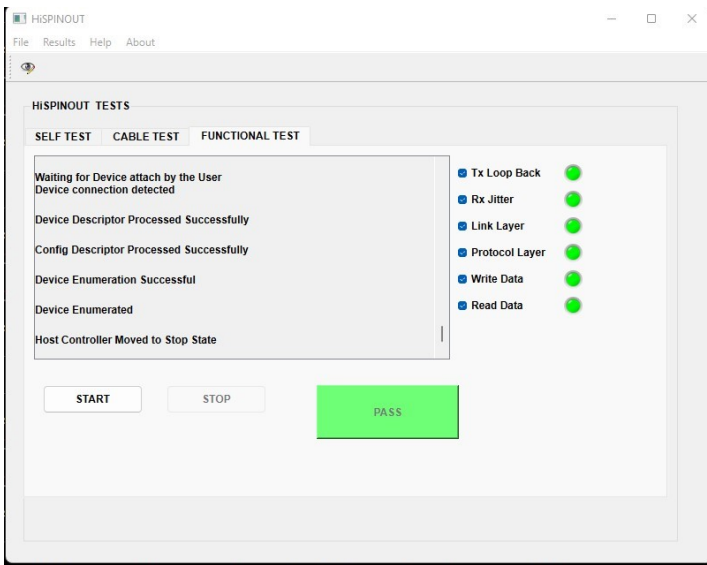 HiSPINOUT
File Results Help About
HiSPINOUT TESTS
SELF TEST CABLE TEST FUNCTIONAL TEST
Waiting for Device attach by the User
Device connection detected
Device Descriptor Processed Successfully
Config Descriptor Processed Successfully
Device Enumeration Successful
Device Enumerated
Host Controller Moved to Stop State
Tx Loop Back
Rx Jitter
Link Layer
Protocol Layer
Write Data
Read Data
START STOP PASS